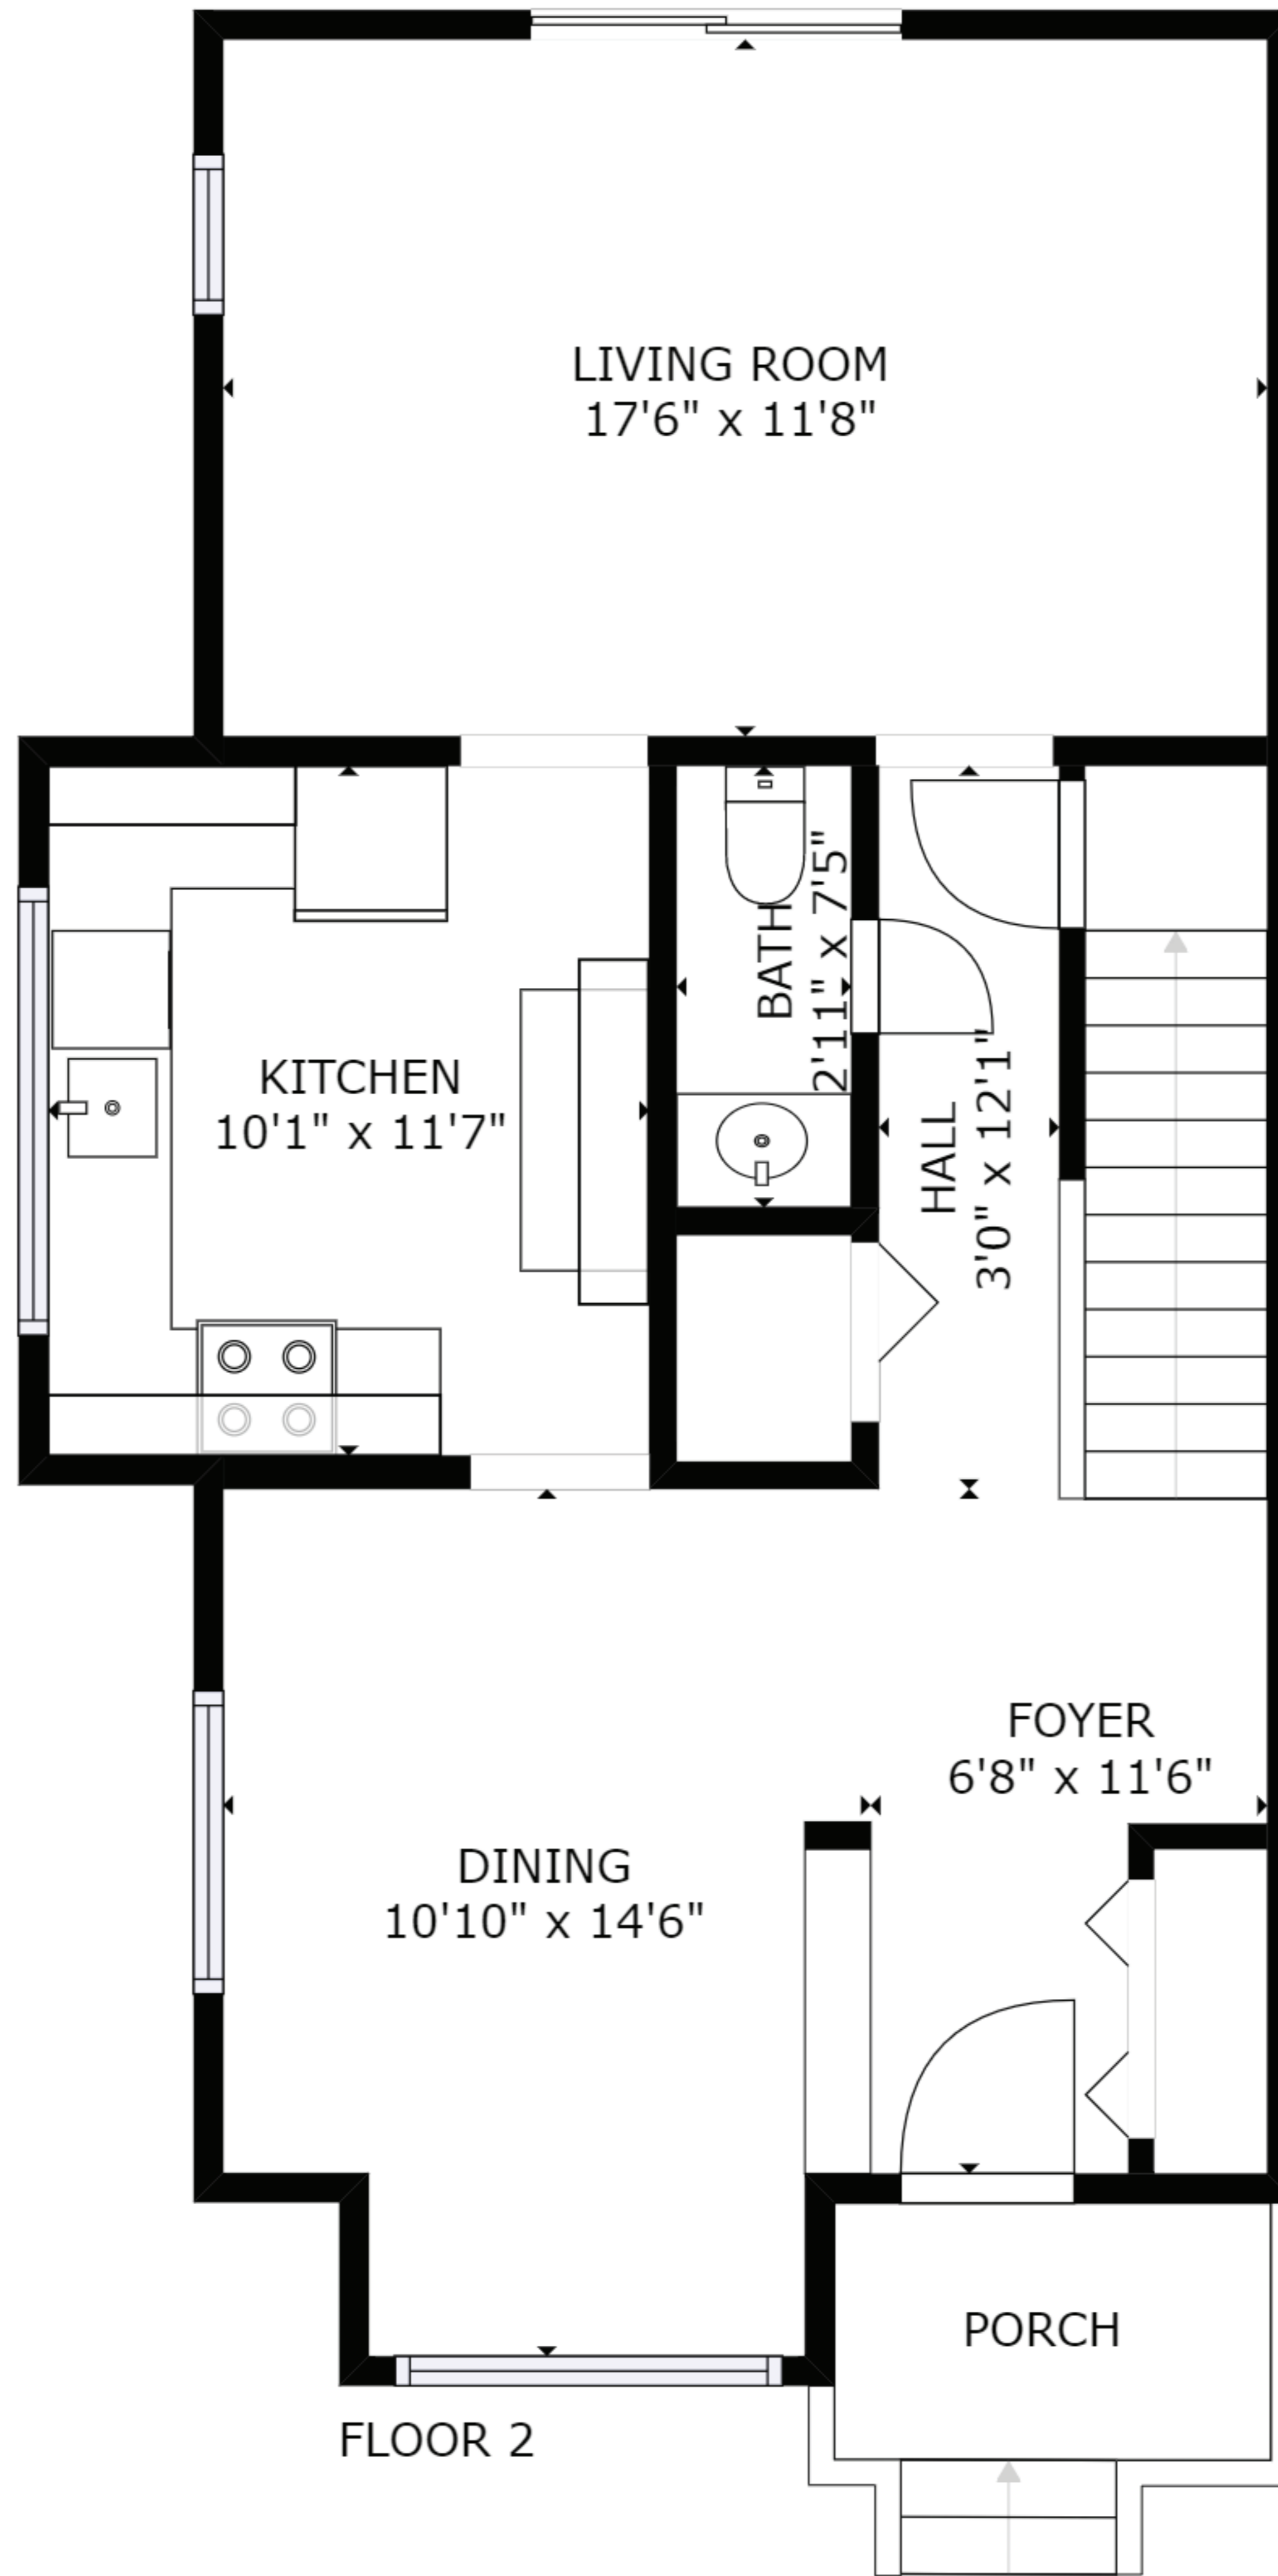 LIVING ROOM
17'6" x 11'8"
KITCHEN
10'1" x 11'7"
BATH
2'11" x 7'5"
HALL
3'0" x 12'1"
FOYER
6'8" x 11'6"
DINING
10'10" x 14'6"
PORCH
FLOOR 2